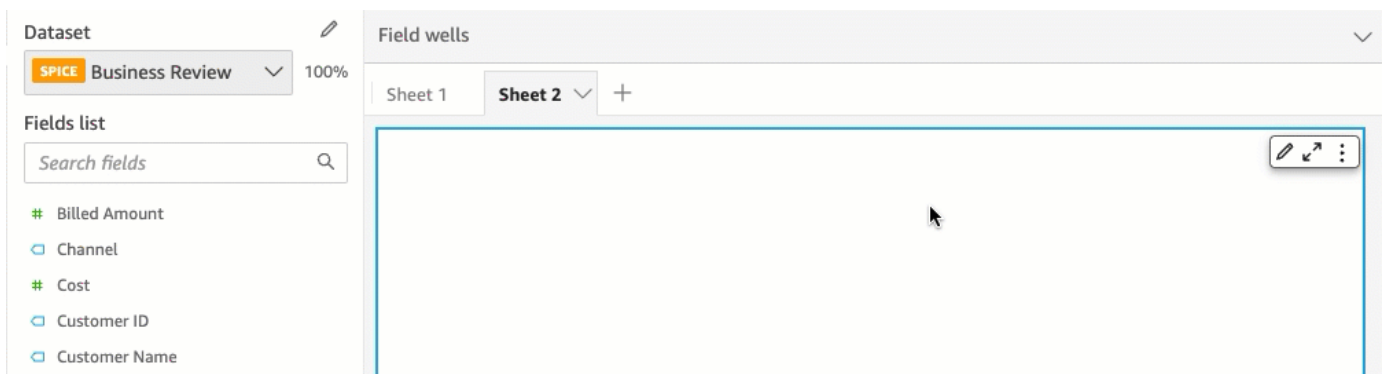 Dataset
SPICE Business Review 100%
Fields list
Search fields
# Billed Amount
Channel
# Cost
Customer ID
Customer Name
Field wells
Sheet 1 Sheet 2 +